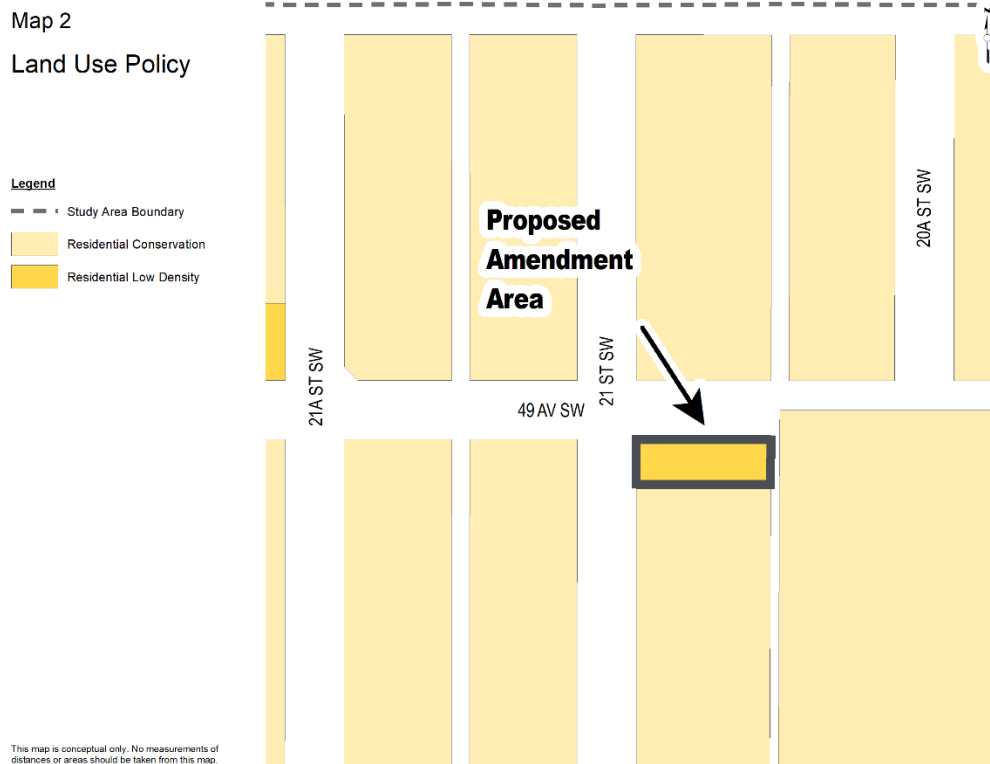 Map 2
Land Use Policy
Legend
Study Area Boundary
Residential Conservation
Residential Low Density
Proposed
Amendment
Area
20A ST SW
21 ST SW
21A ST SW
49 AV SW
This map is conceptual only. No measurements of
distances or areas should be taken from this map.